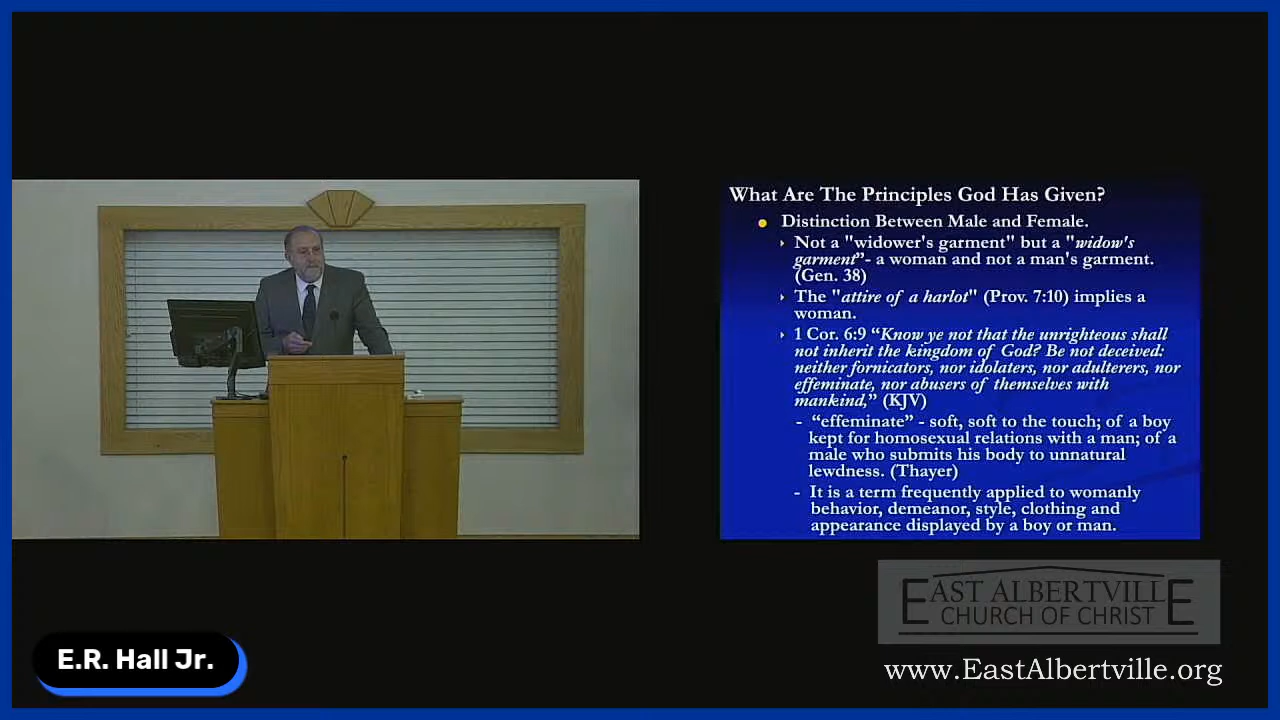 What Are The Principles God Has Given?
● Distinction Between Male and Female.
Not a "widower's garment" but a "widow's
garment"- a woman and not a man's garment.
(Gen. 38)
The "attire of a harlot" (Prov. 7:10) implies a
woman.
1 Cor. 6:9 “Know ye not that the unrighteous shall
not inherit the kingdom of God? Be not deceived:
neither fornicators, nor idolaters, nor adulterers, nor
effeminate, nor abusers of themselves with
mankind,” (KJV)
- “effeminate” - soft, soft to the touch; of a boy
kept for homosexual relations with a man; of a
male who submits his body to unnatural
lewdness. (Thayer)
- It is a term frequently applied to womanly
behavior, demeanor, style, clothing and
appearance displayed by a boy or man.
EAST ALBERTVILLE
CHURCH OF CHRIST
E.R. Hall Jr.
www.EastAlbertville.org